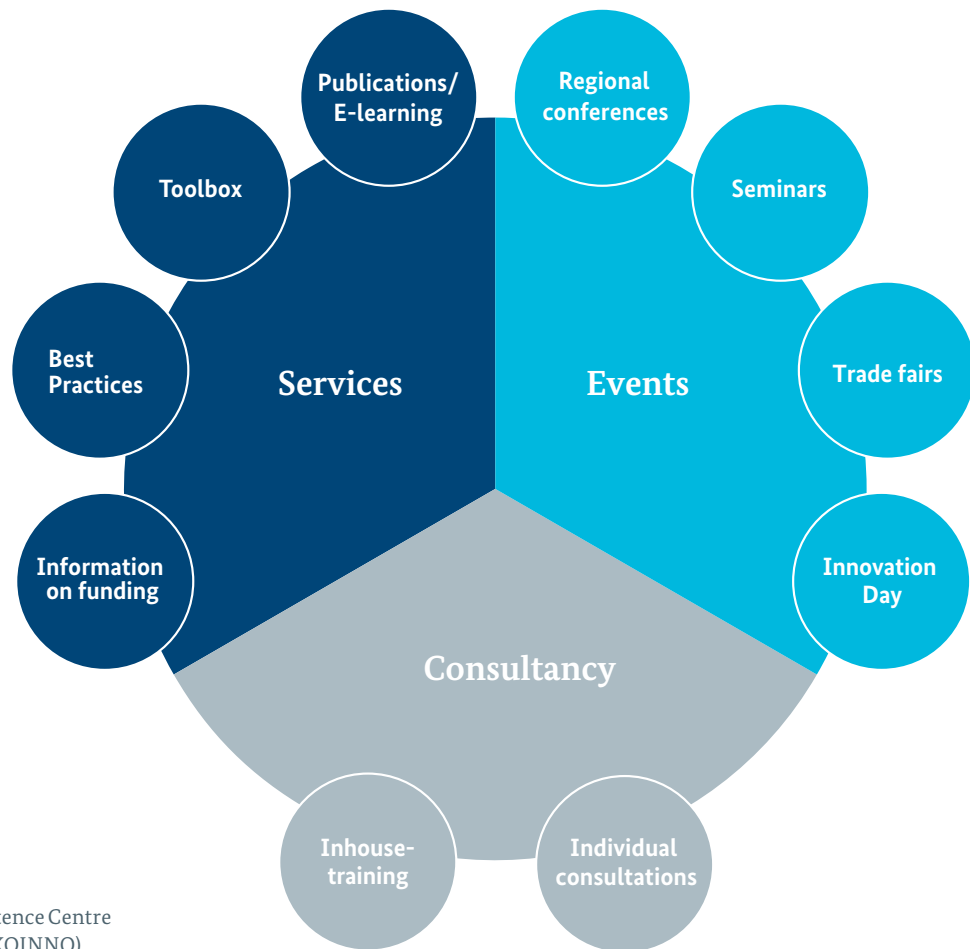 Publications/
E-learning
Regional
conferences
Toolbox
Seminars
Best
Practices
Services
Events
Trade fairs
Information
on funding
Innovation
Day
Consultancy
Inhouse-
training
Individual
consultations
Centre